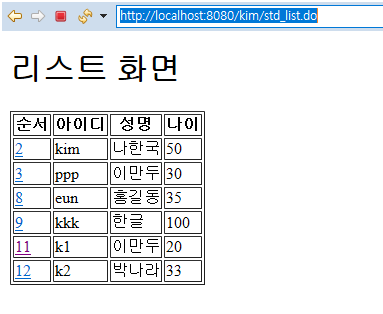 http://localhost:8080/kim/std_list.do
리스트 화면
순서 아이디 성명 나이
2 kim 나한국 50
3 ppp 이만두 30
8 eun 홍길동 35
9 kkk 한글 100
11 k1 이만두 20
12 k2 박나라 33